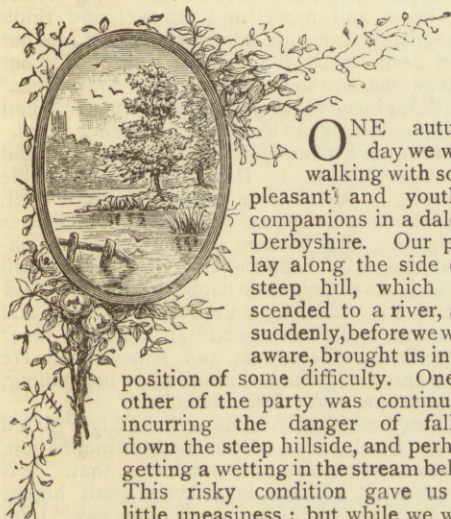 ONE autu
day we w
walking with so
pleasant and youth
companions in a dale
Derbyshire. Our p
lay along the side o
steep hill, which
scended to a river,
suddenly, before we w
aware, brought us in
position of some difficulty. One
other of the party was continu
incurring the danger of fall
down the steep hillside, and perh
getting a wetting in the stream bel
This risky condition gave us
little uneasiness; but while we w